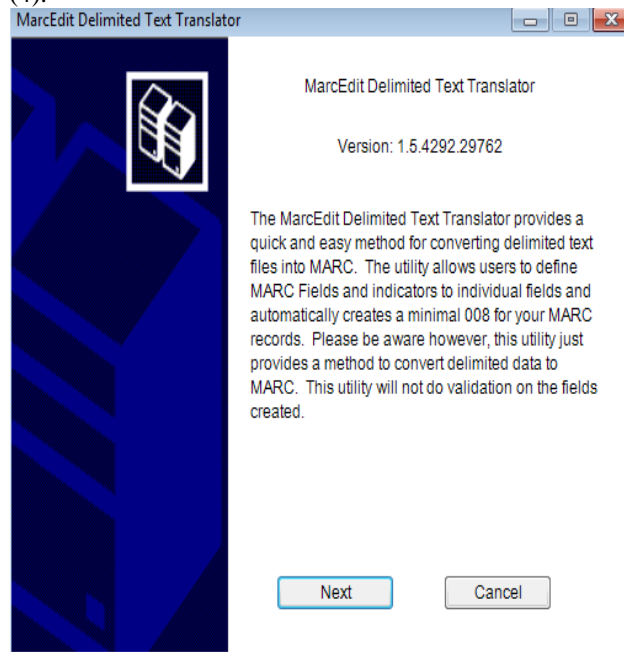 (4).
MarcEdit Delimited Text Translator
MarcEdit Delimited Text Translator
Version: 1.5.4292.29762
The MarcEdit Delimited Text Translator provides a
quick and easy method for converting delimited text
files into MARC. The utility allows users to define
MARC Fields and indicators to individual fields and
automatically creates a minimal 008 for your MARC
records. Please be aware however, this utility just
provides a method to convert delimited data to
MARC. This utility will not do validation on the fields
created.
Next
Cancel